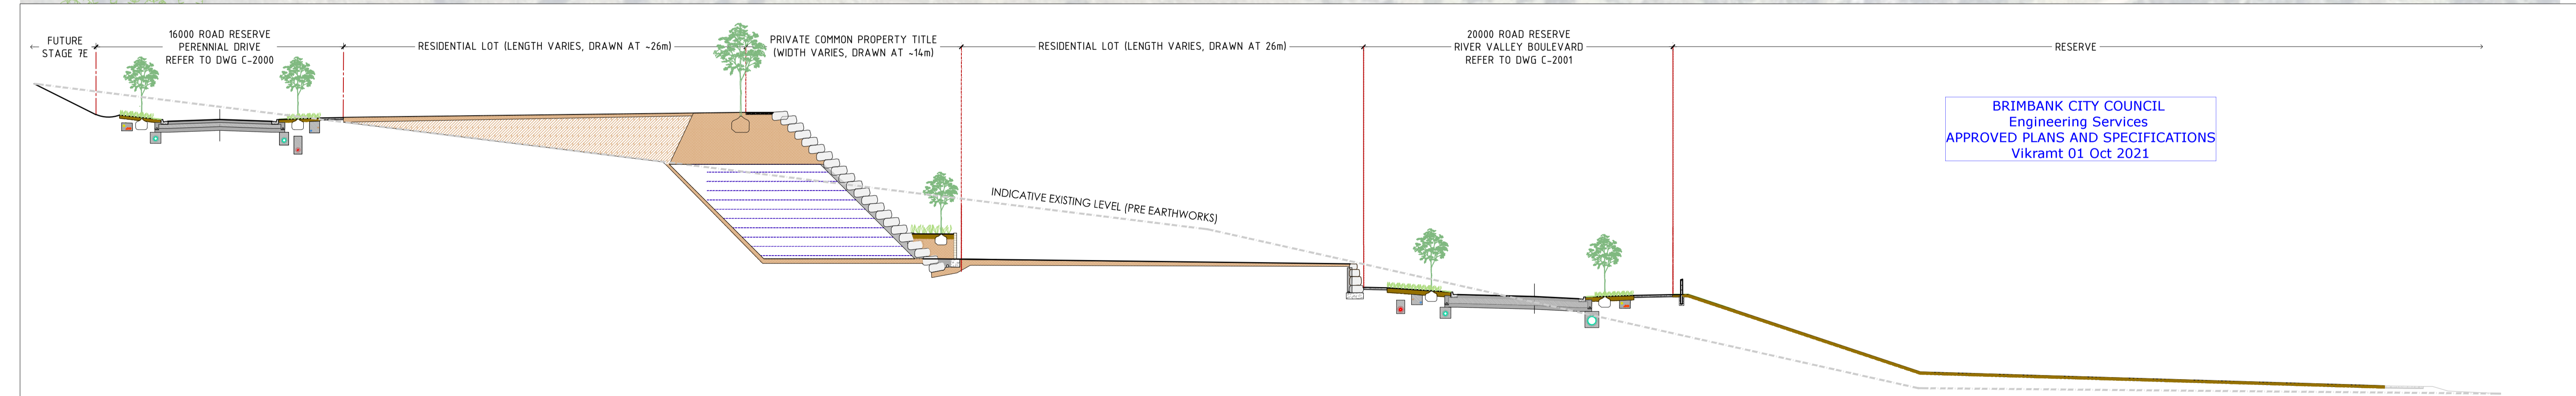 FUTURE
STAGE 7E
16000 ROAD RESERVE
PERENNIAL DRIVE
REFER TO DWG C-2000
RESIDENTIAL LOT (LENGTH VARIES, DRAWN AT ~26m)
PRIVATE COMMON PROPERTY TITLE
(WIDTH VARIES, DRAWN AT ~14m)
RESIDENTIAL LOT (LENGTH VARIES, DRAWN AT 26m)
20000 ROAD RESERVE
RIVER VALLEY BOULEVARD
REFER TO DWG C-2001
RESERVE
BRIMBANK CITY COUNCIL
Engineering Services
APPROVED PLANS AND SPECIFICATIONS
Vikramt 01 Oct 2021
INDICATIVE EXISTING LEVEL (PRE EARTHWORKS)